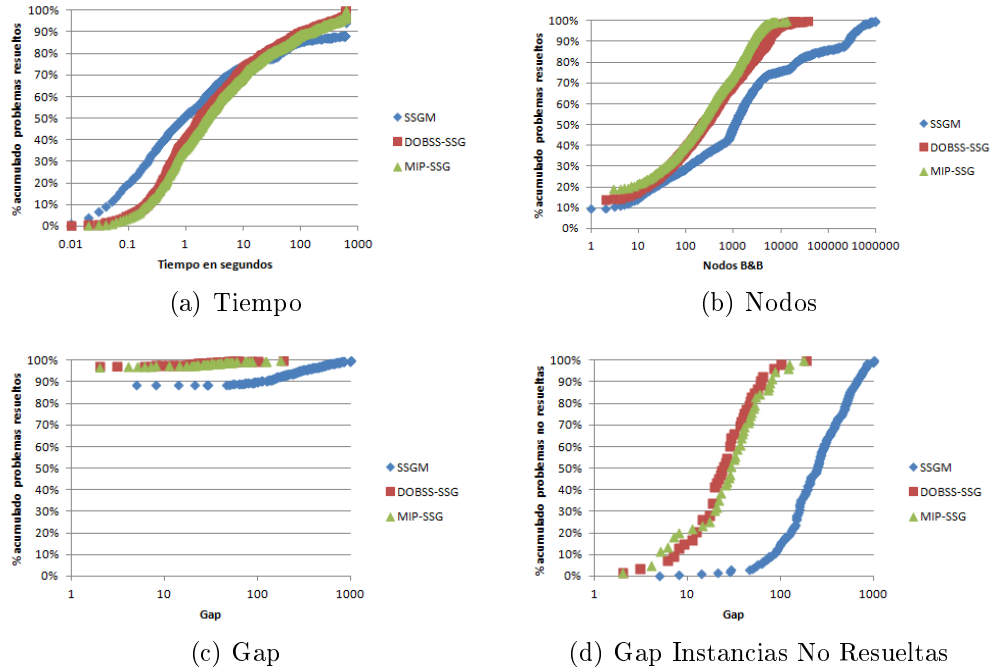 % acumulado problemas resueltos
100%
90%
80%
70%
60%
50%
40%
30%
20%
10%
0%
0.01 0.1 1 10 100 1000
Tiempo en segundos
SSGM
DOBSS-SSG
MIP-SSG
(a) Tiempo
% acumulado problemas resueltos
100%
90%
80%
70%
60%
50%
40%
30%
20%
10%
0%
1 10 100 1000 10000 100000 1000000
Nodos B&B
SSGM
DOBSS-SSG
MIP-SSG
(b) Nodos
% acumulado problemas resueltos
100%
90%
80%
70%
60%
50%
40%
30%
20%
10%
0%
1 10 100 1000
Gap
SSGM
DOBSS-SSG
MIP-SSG
(c) Gap
% acumulado problemas no resueltas
100%
90%
80%
70%
60%
50%
40%
30%
20%
10%
0%
1 10 100 1000
Gap
SSGM
DOBSS-SSG
MIP-SSG
(d) Gap Instancias No Resueltas